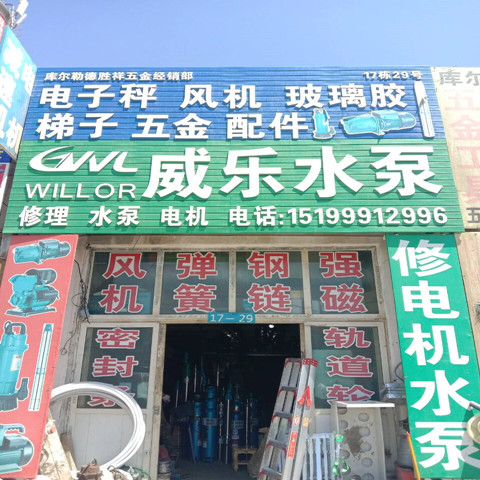 库尔勒德胜祥五金经销部 17栋29号
电子秤 风机 玻璃胶
梯子 五金 配件
GWL
WILLOR 威乐水泵
修理 水泵 电机 电话:15199912996
风机 弹簧 钢链 强磁
17-29
密封条
轨道轮
修电机水泵
库尔